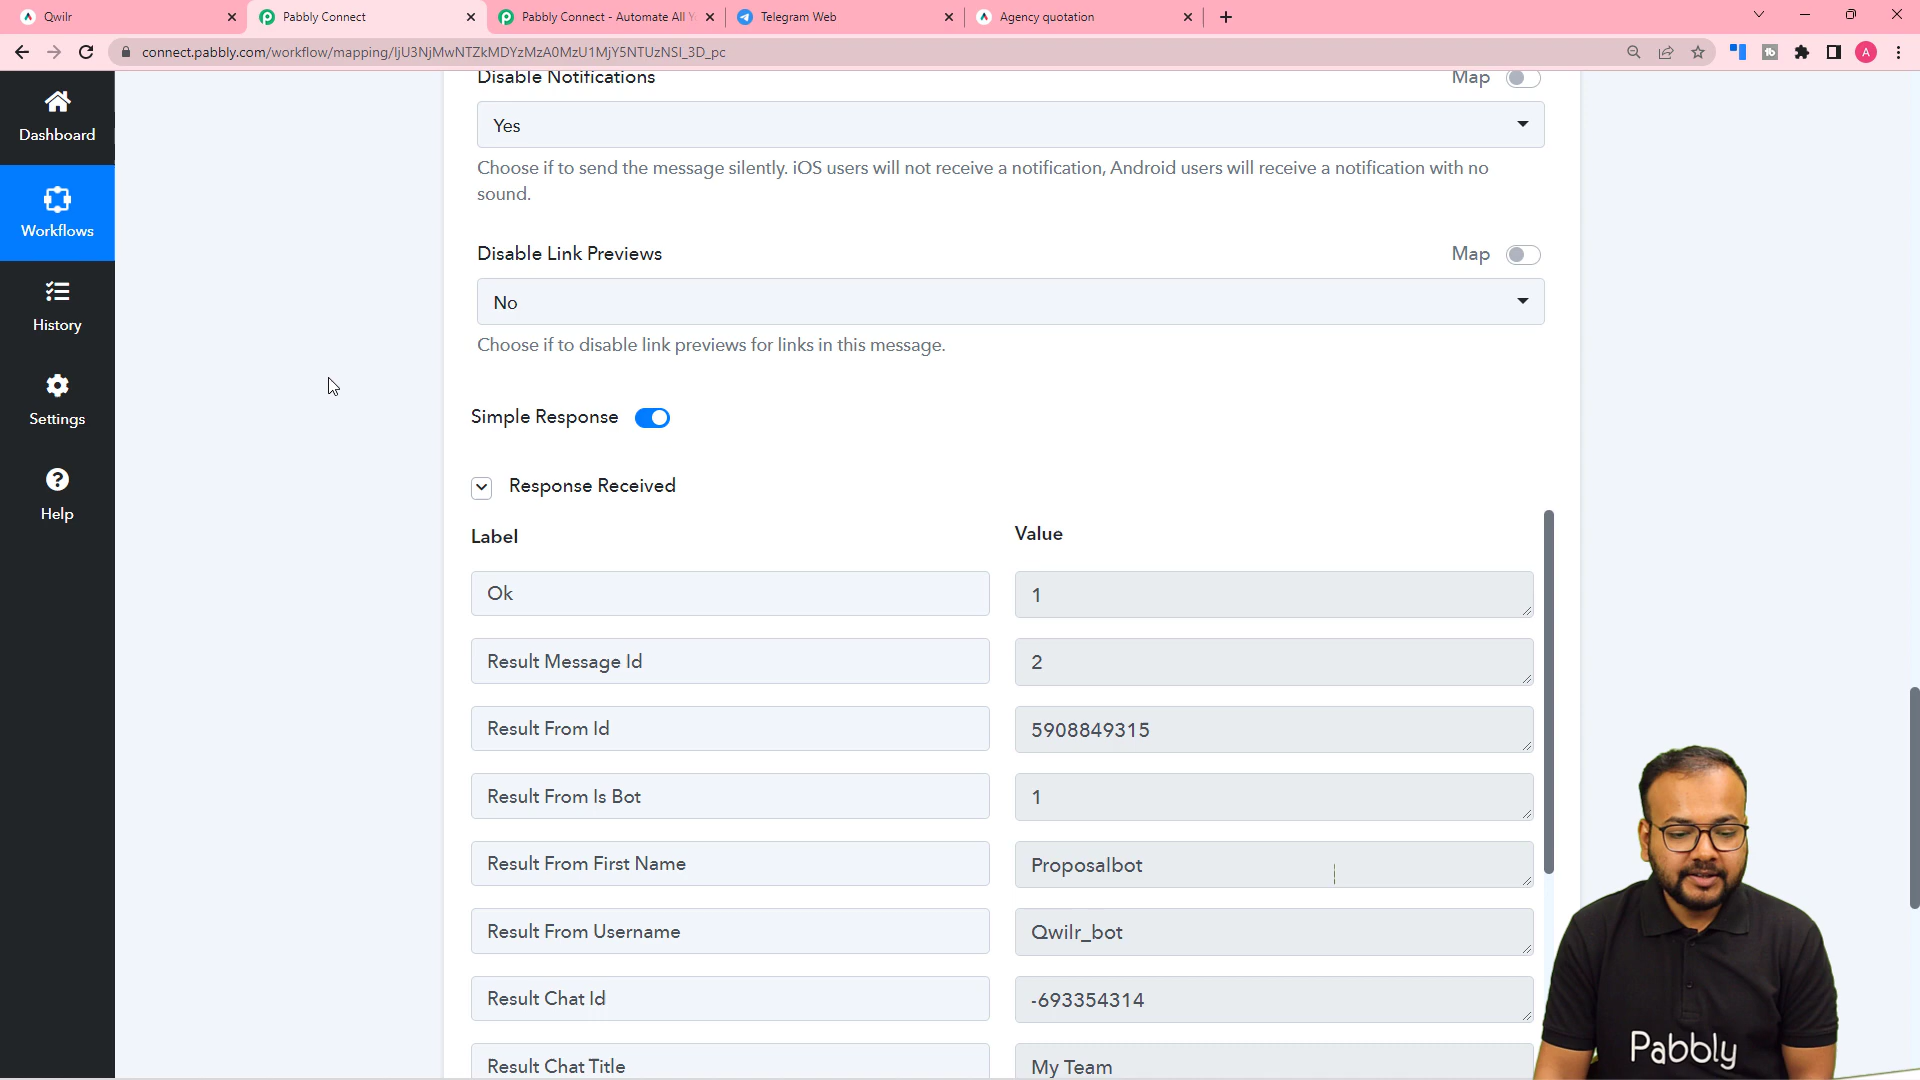 Qwilr
Pabbly Connect
Pabbly Connect - Automate All Y
Telegram Web
Agency quotation
connect.pabbly.com/workflow/mapping/IjU3NjMwNTZkMDYzMzA0MzU1MjY5NTUzNSI_3D_pc
A
Dashboard
Workflows
History
Settings
Help
Disable Notifications
Map
Yes
Choose if to send the message silently. iOS users will not receive a notification, Android users will receive a notification with no
sound.
Disable Link Previews
Map
No
Choose if to disable link previews for links in this message.
Simple Response
Response Received
Label
Value
Ok
1
Result Message Id
2
Result From Id
5908849315
Result From Is Bot
1
Result From First Name
Proposalbot
Result From Username
Qwilr_bot
Result Chat Id
-693354314
Result Chat Title
My Team
Pabbly